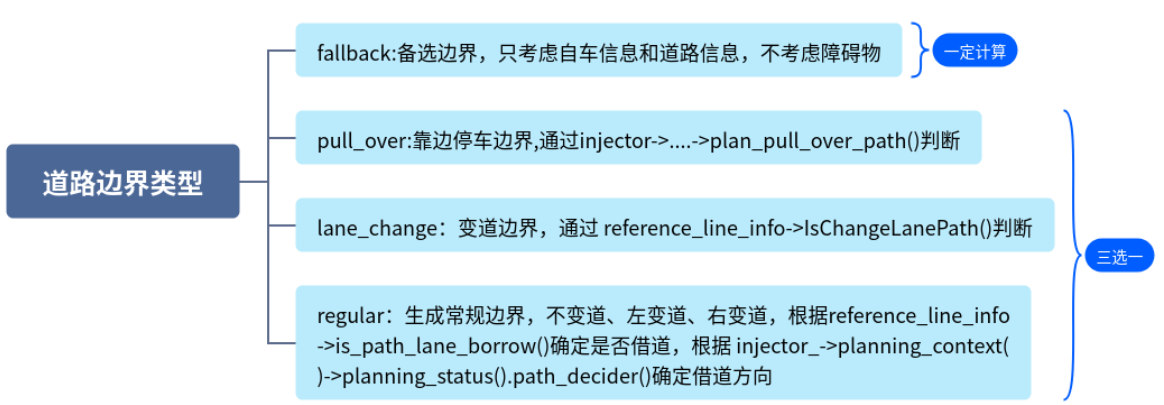 fallback:备选边界，只考虑自车信息和道路信息，不考虑障碍物
一定计算
pull_over:靠边停车边界,通过injector->....->plan_pull_over_path()判断
道路边界类型
lane_change：变道边界，通过 reference_line_info->IsChangeLanePath()判断
三选一
regular：生成常规边界，不变道、左变道、右变道，根据reference_line_info
->is_path_lane_borrow()确定是否借道，根据 injector_->planning_context(
)->planning_status().path_decider()确定借道方向